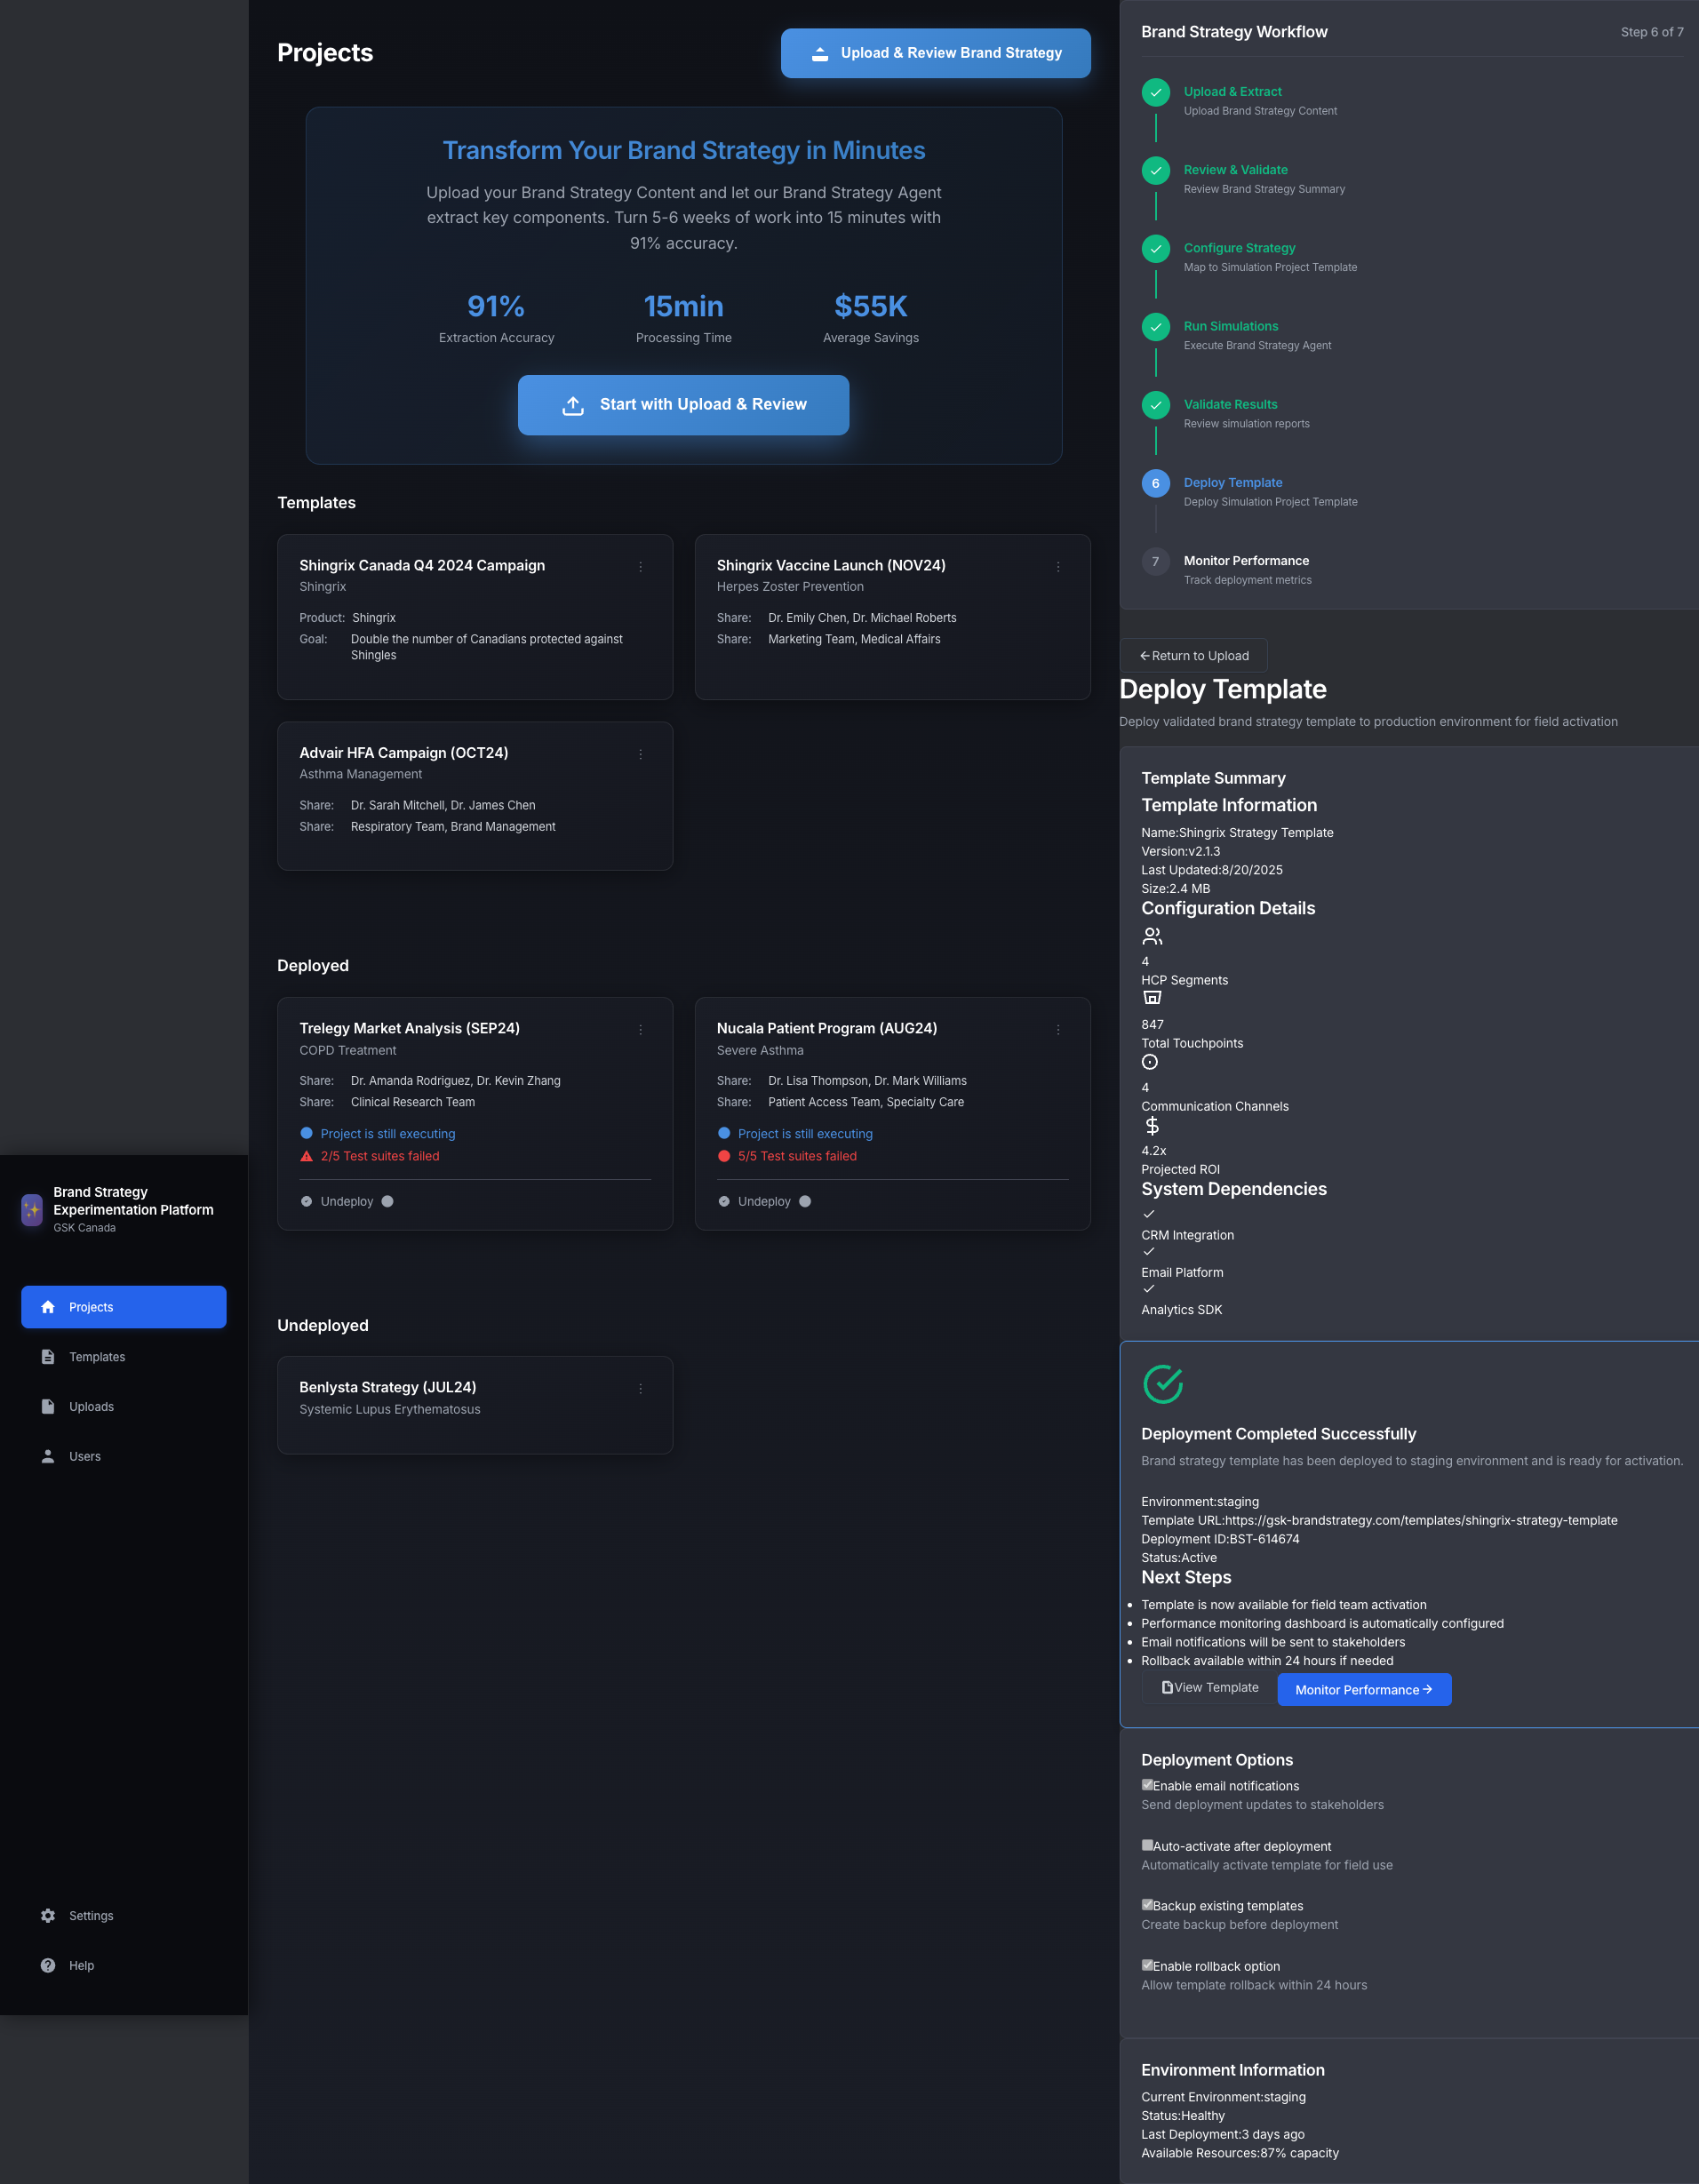 Brand Strategy
Experimentation Platform
GSK Canada
Projects
Templates
Uploads
Users
Settings
Help
Projects
Upload & Review Brand Strategy
Transform Your Brand Strategy in Minutes
Upload your Brand Strategy Content and let our Brand Strategy Agent
extract key components. Turn 5-6 weeks of work into 15 minutes with
91% accuracy.
91%
Extraction Accuracy
15min
Processing Time
$55K
Average Savings
Start with Upload & Review
Templates
Shingrix Canada Q4 2024 Campaign
Shingrix
Product: Shingrix
Goal: Double the number of Canadians protected against
Shingles
Shingrix Vaccine Launch (NOV24)
Herpes Zoster Prevention
Share: Dr. Emily Chen, Dr. Michael Roberts
Share: Marketing Team, Medical Affairs
Advair HFA Campaign (OCT24)
Asthma Management
Share: Dr. Sarah Mitchell, Dr. James Chen
Share: Respiratory Team, Brand Management
Deployed
Trelegy Market Analysis (SEP24)
COPD Treatment
Share: Dr. Amanda Rodriguez, Dr. Kevin Zhang
Share: Clinical Research Team
Project is still executing
2/5 Test suites failed
Undeploy
Nucala Patient Program (AUG24)
Severe Asthma
Share: Dr. Lisa Thompson, Dr. Mark Williams
Share: Patient Access Team, Specialty Care
Project is still executing
5/5 Test suites failed
Undeploy
Undeployed
Benlysta Strategy (JUL24)
Systemic Lupus Erythematosus
Brand Strategy Workflow
Step 6 of 7
Upload & Extract
Upload Brand Strategy Content
Review & Validate
Review Brand Strategy Summary
Configure Strategy
Map to Simulation Project Template
Run Simulations
Execute Brand Strategy Agent
Validate Results
Review simulation reports
6
Deploy Template
Deploy Simulation Project Template
7
Monitor Performance
Track deployment metrics
Return to Upload
Deploy Template
Deploy validated brand strategy template to production environment for field activation
Template Summary
Template Information
Name:Shingrix Strategy Template
Version:v2.1.3
Last Updated:8/20/2025
Size:2.4 MB
Configuration Details
4
HCP Segments
847
Total Touchpoints
4
Communication Channels
4.2x
Projected ROI
System Dependencies
CRM Integration
Email Platform
Analytics SDK
Deployment Completed Successfully
Brand strategy template has been deployed to staging environment and is ready for activation.
Environment:staging
Template URL:https://gsk-brandstrategy.com/templates/shingrix-strategy-template
Deployment ID:BST-614674
Status:Active
Next Steps
Template is now available for field team activation
Performance monitoring dashboard is automatically configured
Email notifications will be sent to stakeholders
Rollback available within 24 hours if needed
View Template
Monitor Performance
Deployment Options
Enable email notifications
Send deployment updates to stakeholders
Auto-activate after deployment
Automatically activate template for field use
Backup existing templates
Create backup before deployment
Enable rollback option
Allow template rollback within 24 hours
Environment Information
Current Environment:staging
Status:Healthy
Last Deployment:3 days ago
Available Resources:87% capacity